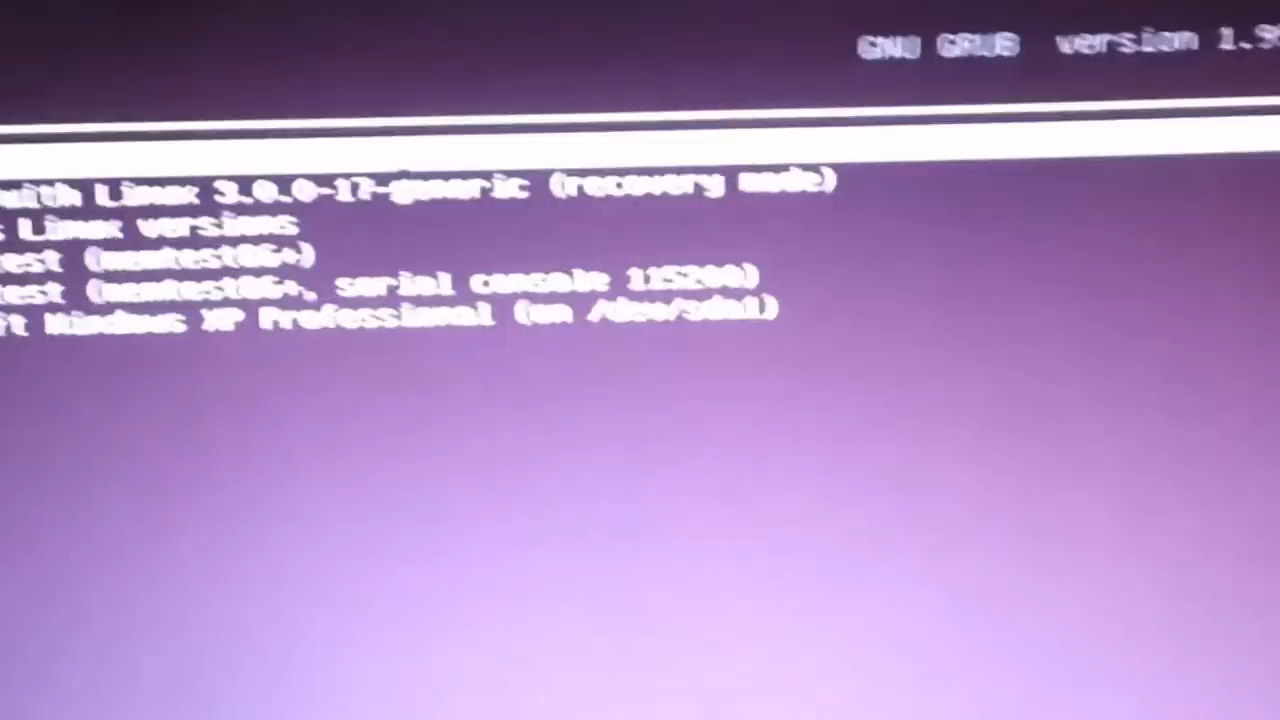 GNU GRUB version 1.9
with Linux 3.0.0-17-generic (recovery mode)
s Linux versions
est (memtest86+)
test (memtest86+, serial console 115200)
ft Windows XP Professional (on /dev/sda1)